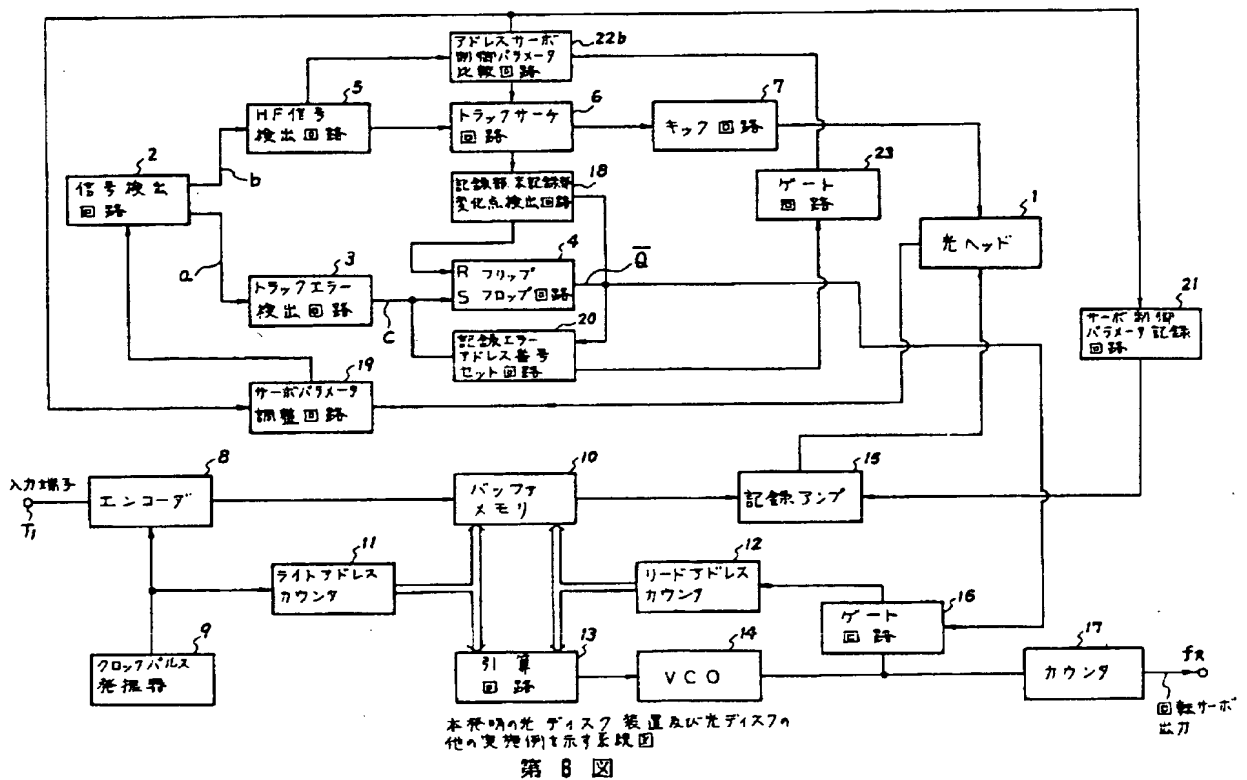 アドレスサーボ
制御パラメータ
比較回路
22b
5
HF信号
検出回路
6
トラックサーチ
回路
7
キック回路
2
信号検出
回路
b
a
18
記録部、未記録部
変化点検出回路
23
ゲート
回路
1
光ヘッド
3
トラックエラー
検出回路
c
4
R フリップ
S フロップ回路
Q̅
20
記録エラー
アドレス番号
セット回路
21
サーボ制御
パラメータ記録
回路
19
サーボパラメータ
調整回路
入力端子
T1
8
エンコーダ
10
バッファ
メモリ
15
記録アンプ
11
ライトアドレス
カウンタ
12
リードアドレス
カウンタ
16
ゲート
回路
9
クロックパルス
発振器
13
引算
回路
14
VCO
17
カウンタ
fR
回転サーボ
出力
本発明の光ディスク装置及び光ディスクの
他の実施例を示す系統図
第6図